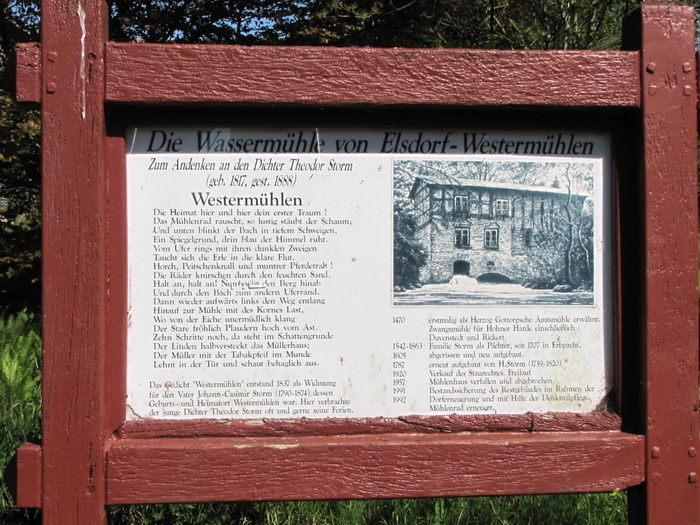 Die Wassermühle von Elsdorf-Westermühlen
Zum Andenken an den Dichter Theodor Storm
(geb. 1817, gest. 1888)
Westermühlen
Die Heimat hier und hier dein erster Traum !
Das Mühlenrad rauscht, so lustig stäubt der Schaum,
Und unten blinkt der Bach in tiefem Schweigen,
Ein Spiegelgrund, drin blau der Himmel ruht.
Vom Ufer rings mit ihren dunklen Zweigen
Taucht sich die Erle in die klare Flut.
Horch, Peitschenknall und muntrer Pferdetrab !
Die Räder knirschen durch den feuchten Sand.
Halt an, halt an! Nun den Berg hinab
Und durch den Bach zum andern Uferrand.
Dann wieder aufwärts links den Weg entlang
Hinauf zur Mühle mit des Kornes Last,
Wo von der Eiche unermüdlich klang
Der Stare fröhlich Plaudern hoch vom Ast.
Zehn Schritte noch, da steht im Schattengrunde
Der Linden halbversteckt das Müllerhaus;
Der Müller mit der Tabakpfeif im Munde
Lehnt in der Tür und schaut behaglich aus.
Das Gedicht "Westermühlen" entstand 1837 als Widmung
für den Vater Johann-Casimir Storm (1790-1874), dessen
Geburts- und Heimatort Westermühlen war. Hier verbrachte
der junge Dichter Theodor Storm oft und gerne seine Ferien.
1470 erstmalig als Herzog Gottorpsche Amtsmühle erwähnt.
Zwangsmühle für Hohner Harde einschließlich
Duvenstedt und Rickert.
1542-1863 Familie Storm als Pächter, seit 1707 in Erbpacht.
1605 abgerissen und neu aufgebaut.
1787 erneut aufgebaut von H.Storm (1739-1820)
1920 Verkauf des Staurechtes. Freilauf
1957 Mühlenhaus verfallen und abgebrochen.
1991 Bestandssicherung des Restgebäudes im Rahmen der
1992 Dorferneuerung und mit Hilfe der Denkmalpflege,
Mühlenrad erneuert.